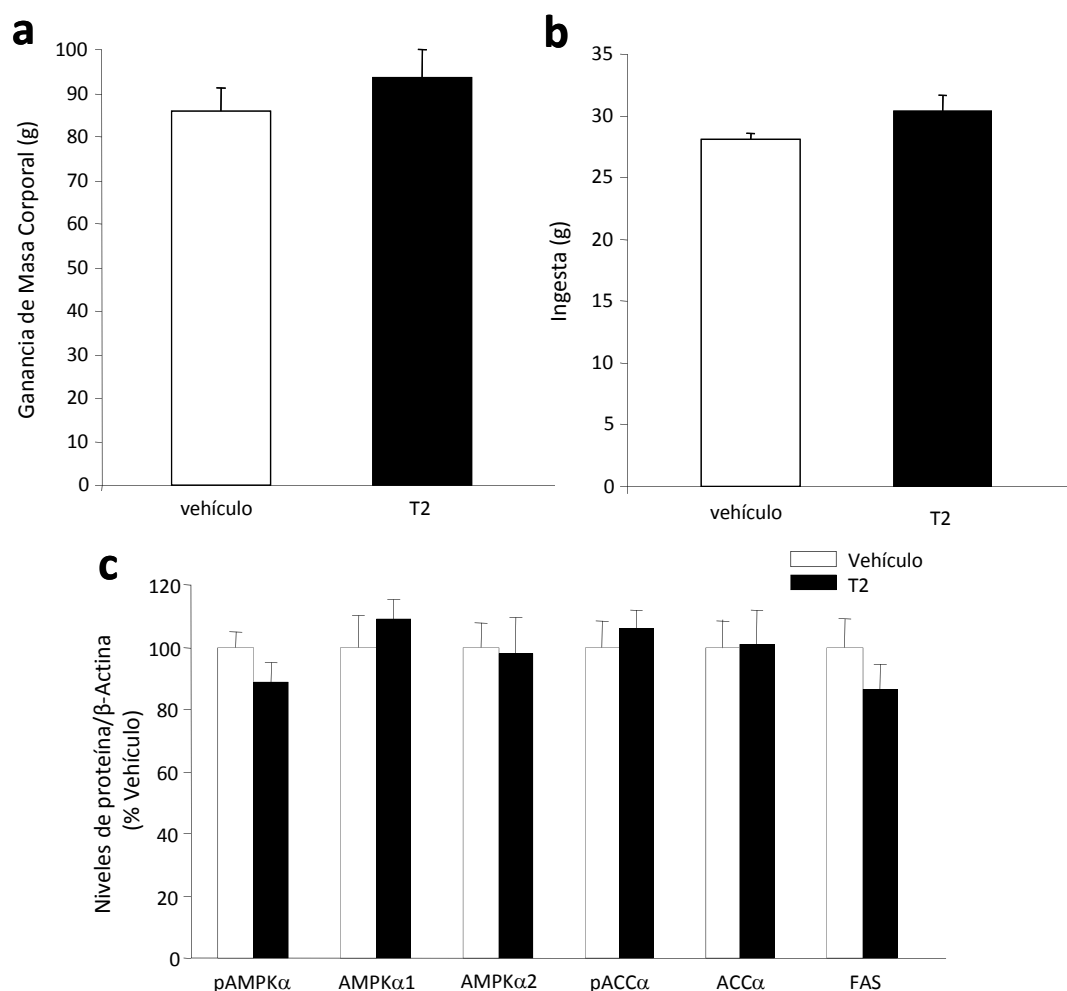 a
Ganancia de Masa Corporal (g)
100
90
80
70
60
50
40
30
20
10
0
vehículo T2
b
Ingesta (g)
35
30
25
20
15
10
5
0
vehículo T2
c
Vehículo
T2
Niveles de proteína/β-Actina
(% Vehículo)
120
100
80
60
40
20
0
pAMPKα AMPKα1 AMPKα2 pACCα ACCα FAS